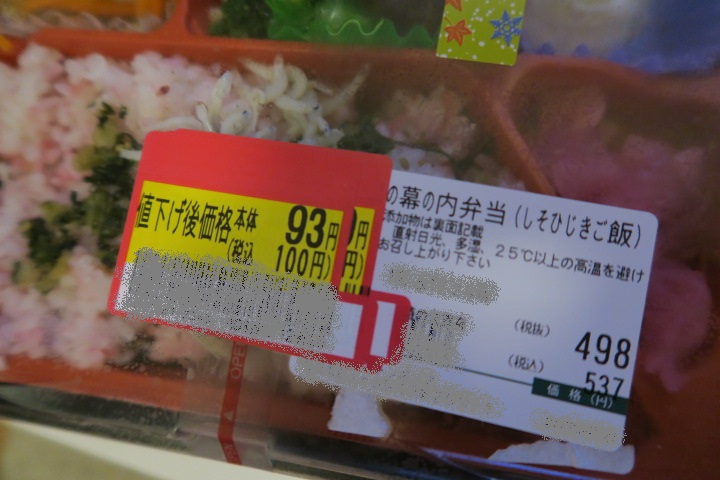 値下げ後価格
本体
93円
(税込
100円)
円
円)
の幕の内弁当(しそひじきご飯)
添加物は裏面記載
直射日光、多湿、25℃以上の高温を避け
お召し上がり下さい
(税抜)
498
(税込)
537
価格(円)
OPE